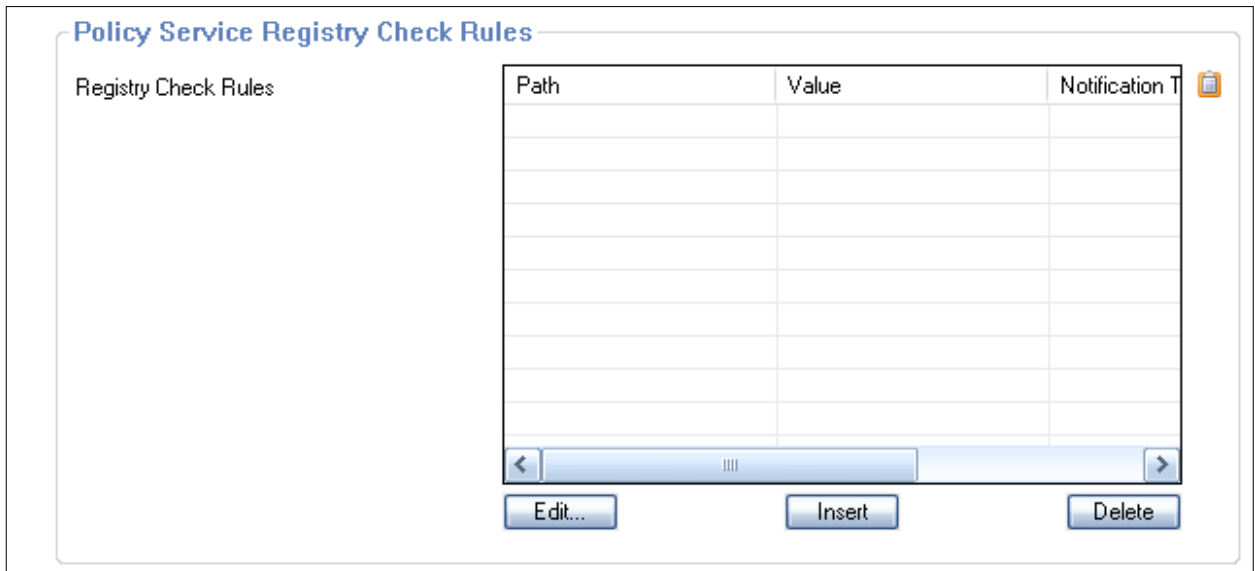 Policy Service Registry Check Rules
Registry Check Rules
Path Value Notification T
Edit... Insert Delete